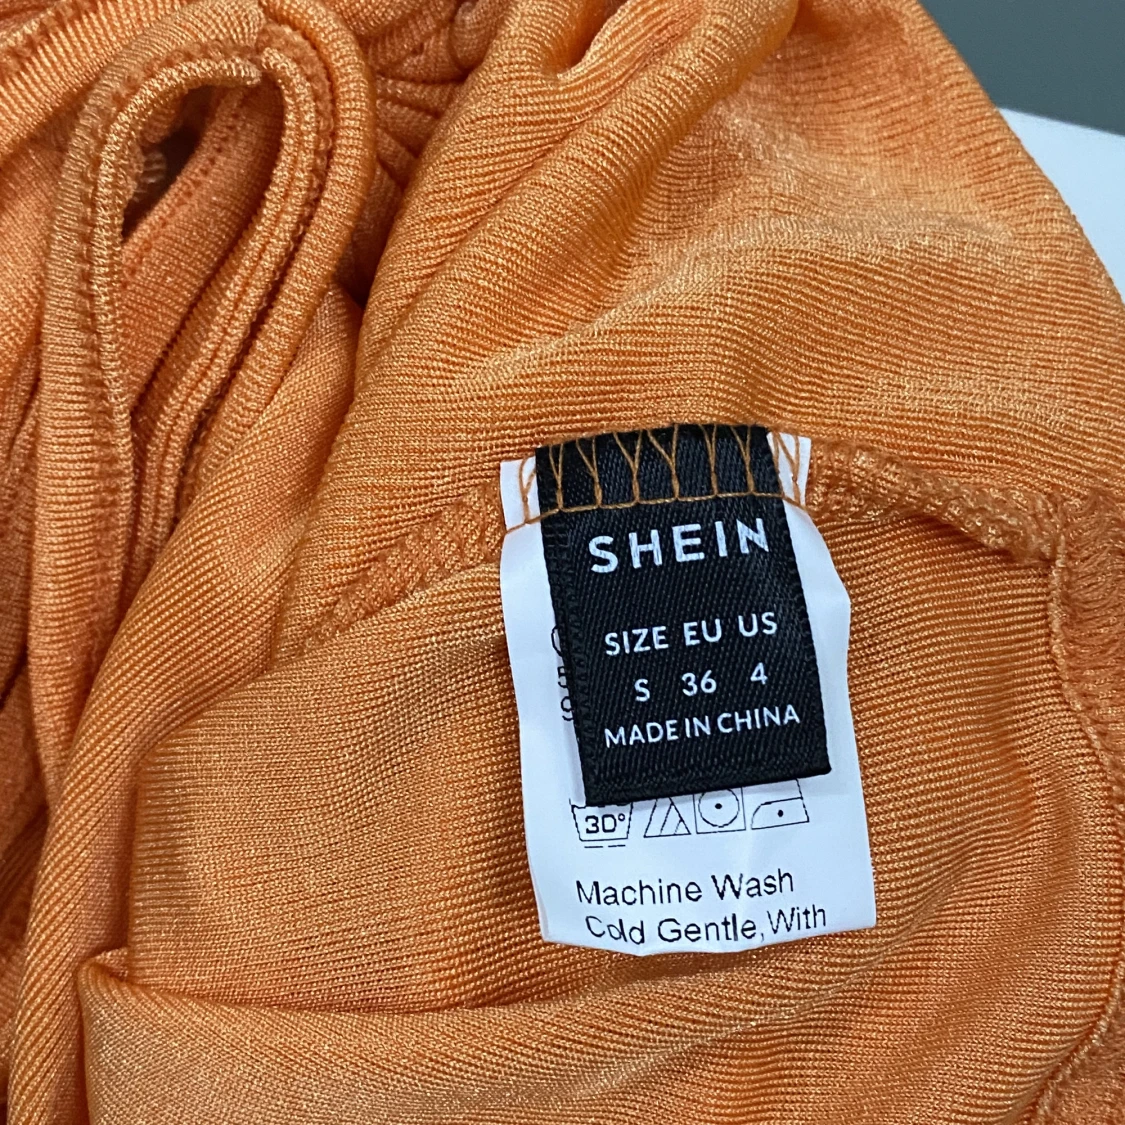 SHEIN
SIZE EU US
S 36 4
MADE IN CHINA
30°
Machine Wash
Cold Gentle, With